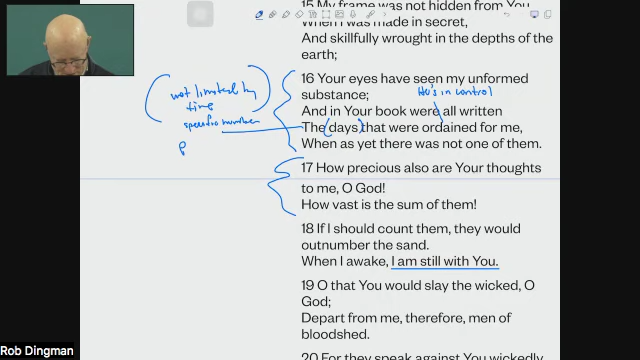 15 My frame was not hidden from You,
When I was made in secret,
And skillfully wrought in the depths of the
earth;
16 Your eyes have seen my unformed
substance;
He's in control
And in Your book were all written
The (days) that were ordained for me,
When as yet there was not one of them.
not limited by
time
specific number
17 How precious also are Your thoughts
to me, O God!
How vast is the sum of them!
18 If I should count them, they would
outnumber the sand.
When I awake, I am still with You.
19 O that You would slay the wicked, O
God;
Depart from me, therefore, men of
bloodshed.
20 For they speak against You wickedly
Rob Dingman